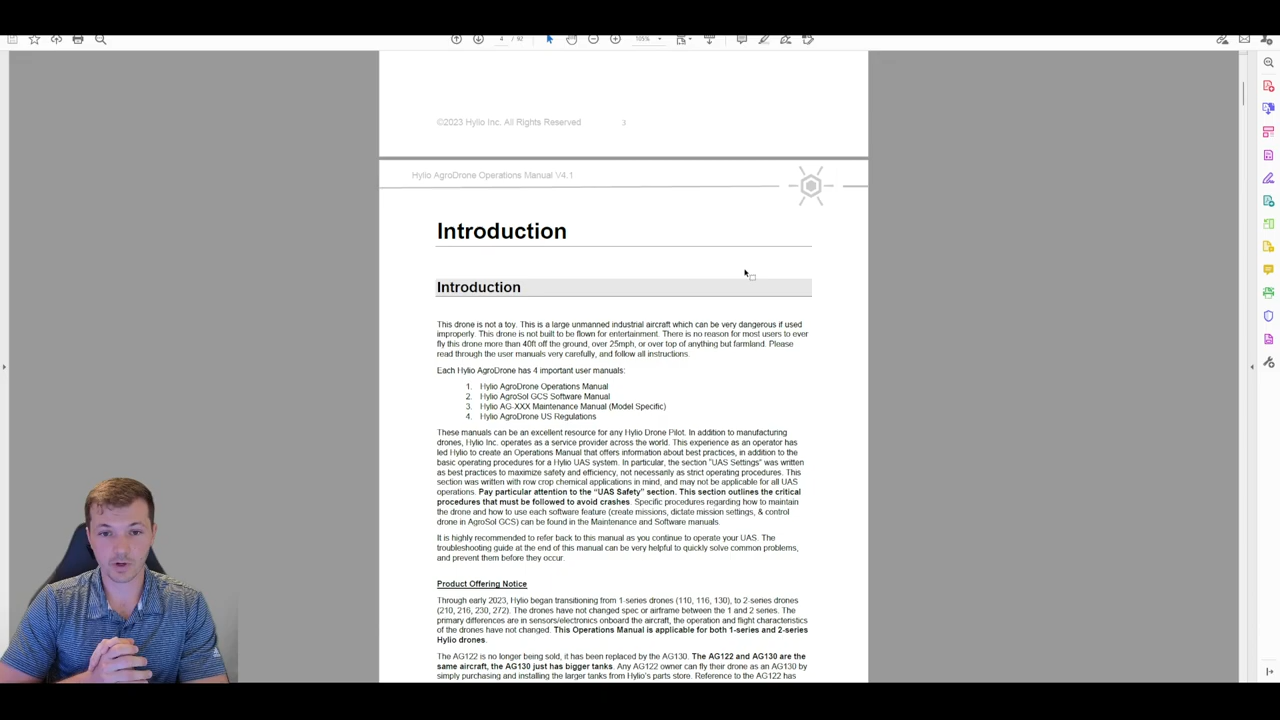 4 / 92
105%
©2023 Hylio Inc. All Rights Reserved 3
Hylio AgroDrone Operations Manual V4.1
Introduction
Introduction
This drone is not a toy. This is a large unmanned industrial aircraft which can be very dangerous if used
improperly. This drone is not built to be flown for entertainment. There is no reason for most users to ever
fly this drone more than 40ft off the ground, over 25mph, or over top of anything but farmland. Please
read through the user manuals very carefully, and follow all instructions.
Each Hylio AgroDrone has 4 important user manuals:
1. Hylio AgroDrone Operations Manual
2. Hylio AgroSol GCS Software Manual
3. Hylio AG-XXX Maintenance Manual (Model Specific)
4. Hylio AgroDrone US Regulations
These manuals can be an excellent resource for any Hylio Drone Pilot. In addition to manufacturing
drones, Hylio Inc. operates as a service provider across the world. This experience as an operator has
led Hylio to create an Operations Manual that offers information about best practices, in addition to the
basic operating procedures for a Hylio UAS system. In particular, the section "UAS Settings" was written
as best practices to maximize safety and efficiency, not necessarily as strict operating procedures. This
section was written with row crop chemical applications in mind, and may not be applicable for all UAS
operations. Pay particular attention to the "UAS Safety" section. This section outlines the critical
procedures that must be followed to avoid crashes. Specific procedures regarding how to maintain
the drone and how to use each software feature (create missions, dictate mission settings, & control
drone in AgroSol GCS) can be found in the Maintenance and Software manuals.
It is highly recommended to refer back to this manual as you continue to operate your UAS. The
troubleshooting guide at the end of this manual can be very helpful to quickly solve common problems,
and prevent them before they occur.
Product Offering Notice
Through early 2023, Hylio began transitioning from 1-series drones (110, 116, 130), to 2-series drones
(210, 216, 230, 272). The drones have not changed spec or airframe between the 1 and 2 series. The
primary differences are in sensors/electronics onboard the aircraft, the operation and flight characteristics
of the drones have not changed. This Operations Manual is applicable for both 1-series and 2-series
Hylio drones.
The AG122 is no longer being sold, it has been replaced by the AG130. The AG122 and AG130 are the
same aircraft, the AG130 just has bigger tanks. Any AG122 owner can fly their drone as an AG130 by
simply purchasing and installing the larger tanks from Hylio's parts store. Reference to the AG122 has